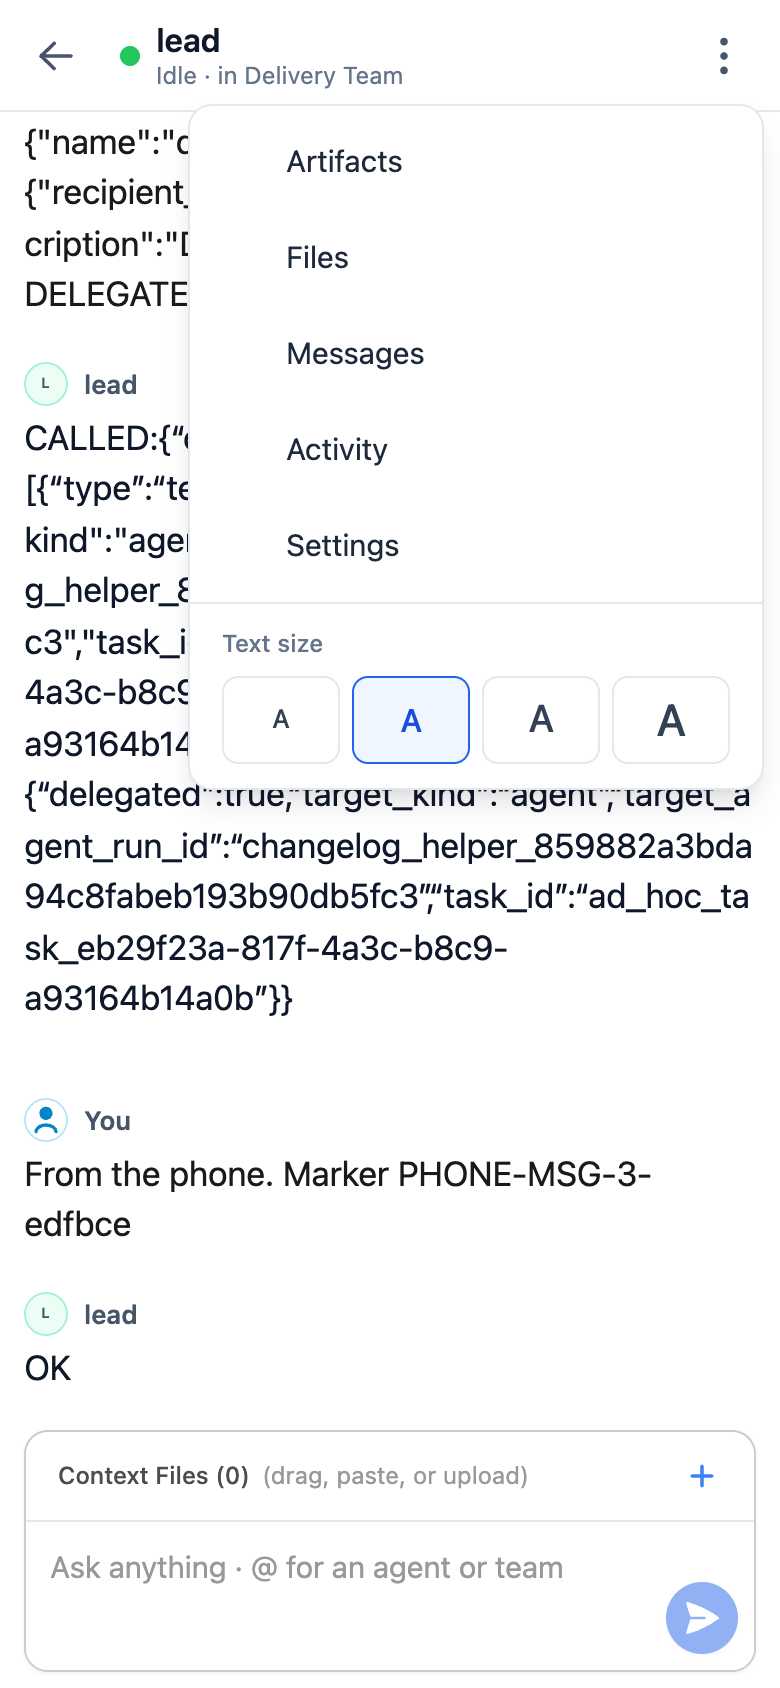 lead
Idle · in Delivery Team
{"name":"
{"recipient_
cription":"
DELEGATE
Artifacts
Files
Messages
Activity
Settings
Text size
A A A A
L lead
CALLED:{“
[{“type”:“te
kind":"age
g_helper_8
c3","task_i
4a3c-b8c9
a93164b14
{“delegated”:true,“target_kind”:“agent”,“target_a
gent_run_id”:“changelog_helper_859882a3bda
94c8fabeb193b90db5fc3”,“task_id”:“ad_hoc_ta
sk_eb29f23a-817f-4a3c-b8c9-
a93164b14a0b”}}
You
From the phone. Marker PHONE-MSG-3-
edfbce
L lead
OK
Context Files (0) (drag, paste, or upload)
Ask anything · @ for an agent or team